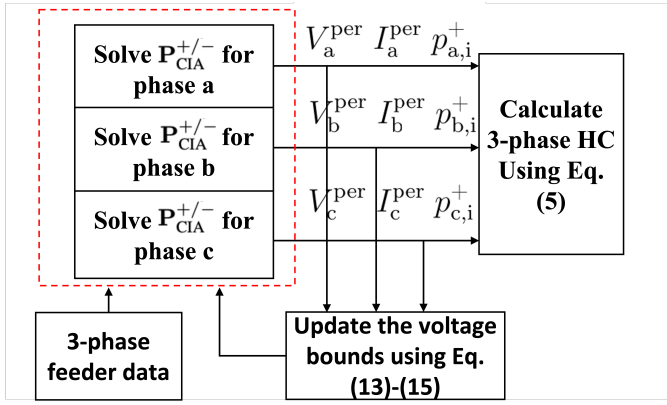 Solve P_CIA^+/- for
phase a
Solve P_CIA^+/- for
phase b
Solve P_CIA^+/- for
phase c
V_a^per I_a^per p_a,i^+
V_b^per I_b^per p_b,i^+
V_c^per I_c^per p_c,i^+
Calculate
3-phase HC
Using Eq.
(5)
3-phase
feeder data
Update the voltage
bounds using Eq.
(13)-(15)